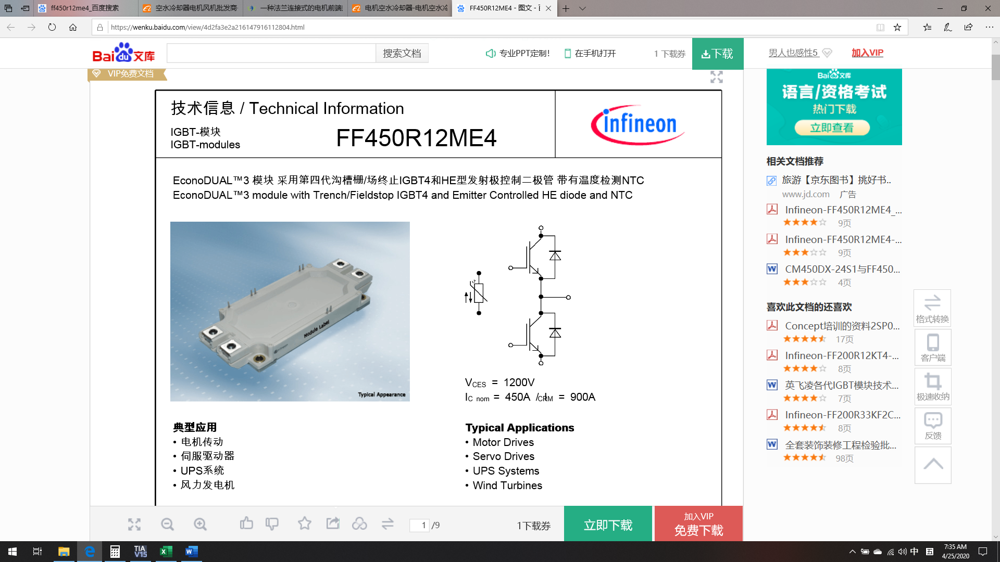 ff450r12me4_百度搜索
空水冷却器电机风机批发商-
一种法兰连接式的电机前端
电机空水冷却器-电机空水冷
FF450R12ME4 - 图文 - 百
https://wenku.baidu.com/view/4d2fa3e2a216147916112804.html
Baidu文库
搜索文档
专业PPT定制!
在手机打开
1 下载券
下载
男人也感性5
加入VIP
VIP免费文档
技术信息 / Technical Information
IGBT-模块
IGBT-modules
FF450R12ME4
infineon
EconoDUAL™3 模块 采用第四代沟槽栅/场终止IGBT4和HE型发射极控制二极管 带有温度检测NTC
EconoDUAL™3 module with Trench/Fieldstop IGBT4 and Emitter Controlled HE diode and NTC
Module Label
Typical Appearance
VCES = 1200V
IC nom = 450A / ICRM = 900A
典型应用
• 电机传动
• 伺服驱动器
• UPS系统
• 风力发电机
Typical Applications
• Motor Drives
• Servo Drives
• UPS Systems
• Wind Turbines
1 /9
1下载券
立即下载
加入VIP
免费下载
Baidu文库
语言/资格考试
热门下载
立即查看
相关文档推荐
旅游【京东图书】挑好书..
www.jd.com 广告
Infineon-FF450R12ME4_...
9页
Infineon-FF450R12ME4-...
9页
CM450DX-24S1与FF450...
4页
喜欢此文档的还喜欢
Concept培训的资料2SP0...
17页
Infineon-FF200R12KT4-...
8页
英飞凌各代IGBT模块技术...
7页
Infineon-FF200R33KF2C...
8页
全套装饰装修工程检验批...
98页
格式转换
客户端
极速收纳
反馈
TIA
V15
中
五
7:35 AM
4/25/2020